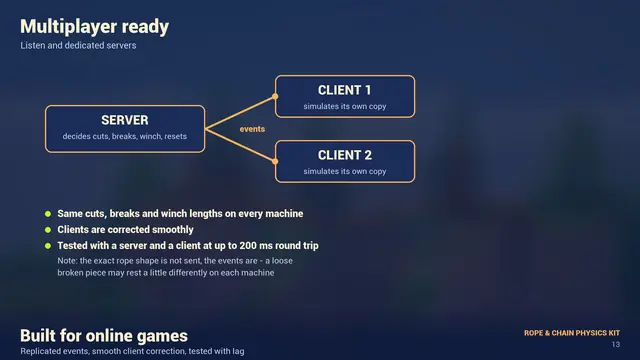 Multiplayer ready
Listen and dedicated servers
CLIENT 1
simulates its own copy
SERVER
decides cuts, breaks, winch, resets
events
CLIENT 2
simulates its own copy
Same cuts, breaks and winch lengths on every machine
Clients are corrected smoothly
Tested with a server and a client at up to 200 ms round trip
Note: the exact rope shape is not sent, the events are - a loose
broken piece may rest a little differently on each machine
Built for online games
Replicated events, smooth client correction, tested with lag
ROPE & CHAIN PHYSICS KIT
13